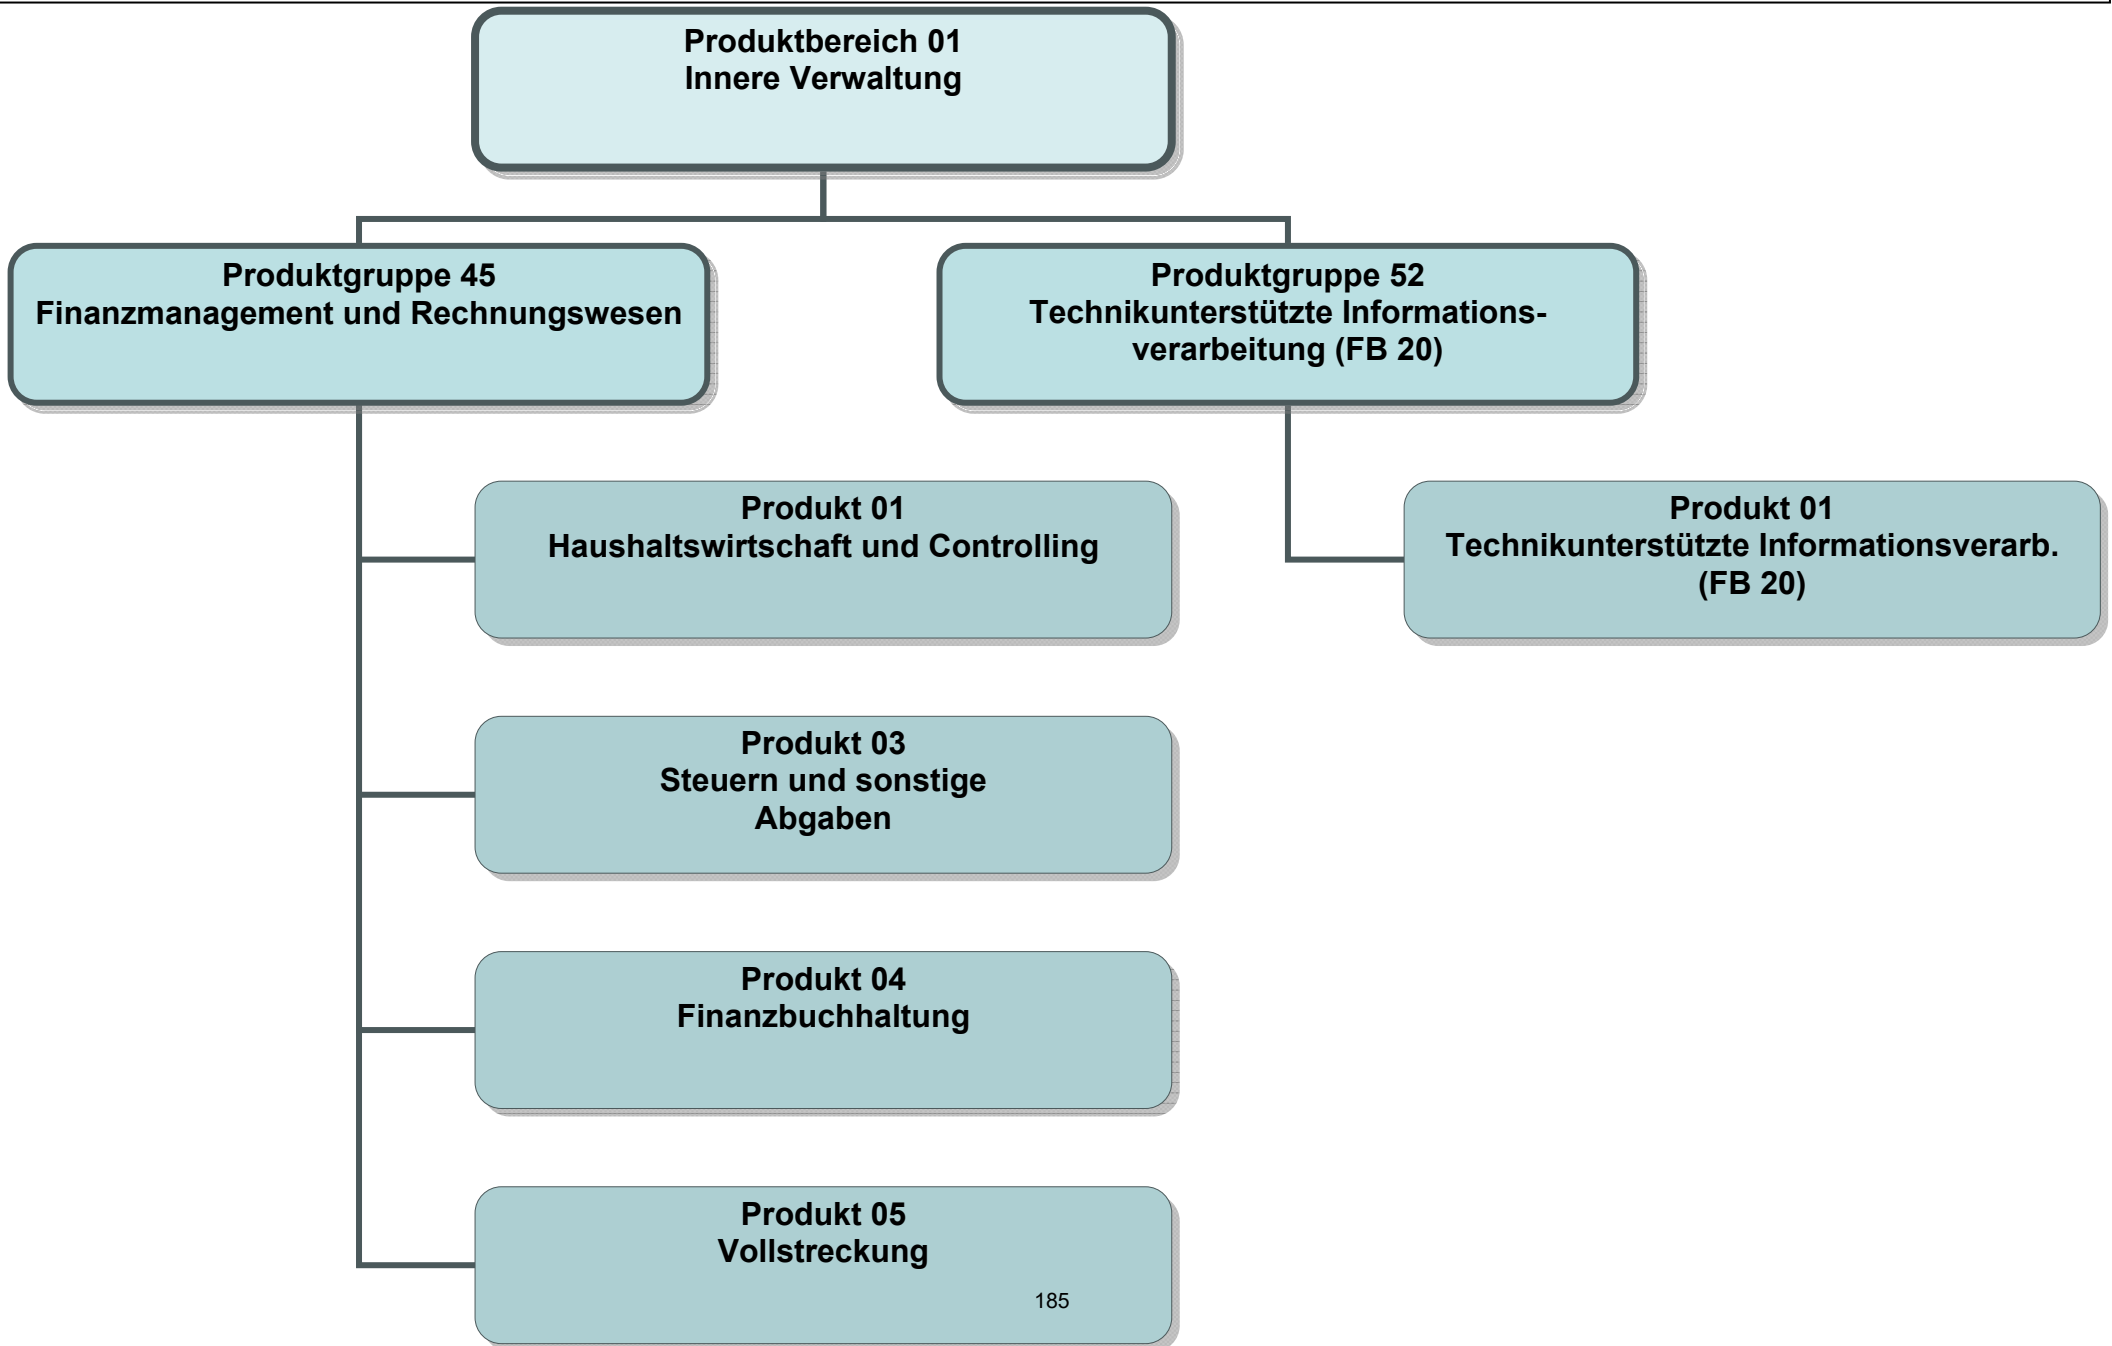 Produktbereich 01
Innere Verwaltung
Produktgruppe 45
Finanzmanagement und Rechnungswesen
Produktgruppe 52
Technikunterstützte Informations-
verarbeitung (FB 20)
Produkt 01
Haushaltswirtschaft und Controlling
Produkt 01
Technikunterstützte Informationsverarb.
(FB 20)
Produkt 03
Steuern und sonstige
Abgaben
Produkt 04
Finanzbuchhaltung
Produkt 05
Vollstreckung
185